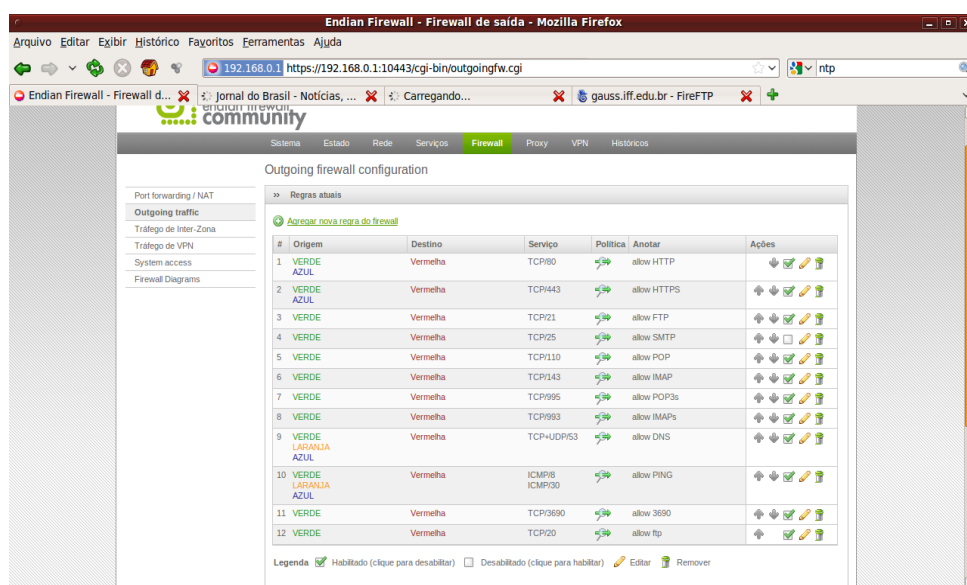 Endian Firewall - Firewall de saída - Mozilla Firefox
Arquivo Editar Exibir Histórico Favoritos Ferramentas Ajuda
192.168.0.1 https://192.168.0.1:10443/cgi-bin/outgoingfw.cgi ntp
Endian Firewall - Firewall d... Jornal do Brasil - Notícias, ... Carregando... gauss.iff.edu.br - FireFTP
endian firewall
community
Sistema Estado Rede Serviços Firewall Proxy VPN Históricos
Outgoing firewall configuration
Port forwarding / NAT
Outgoing traffic
Tráfego de Inter-Zona
Tráfego de VPN
System access
Firewall Diagrams
>> Regras atuais
Agregar nova regra do firewall
# Origem Destino Serviço Política Anotar Ações
1 VERDE Vermelha TCP/80 allow HTTP
AZUL
2 VERDE Vermelha TCP/443 allow HTTPS
AZUL
3 VERDE Vermelha TCP/21 allow FTP
4 VERDE Vermelha TCP/25 allow SMTP
5 VERDE Vermelha TCP/110 allow POP
6 VERDE Vermelha TCP/143 allow IMAP
7 VERDE Vermelha TCP/995 allow POP3s
8 VERDE Vermelha TCP/993 allow IMAPs
9 VERDE Vermelha TCP+UDP/53 allow DNS
LARANJA
AZUL
10 VERDE Vermelha ICMP/8 allow PING
LARANJA ICMP/30
AZUL
11 VERDE Vermelha TCP/3690 allow 3690
12 VERDE Vermelha TCP/20 allow ftp
Legenda Habilitado (clique para desabilitar) Desabilitado (clique para habilitar) Editar Remover